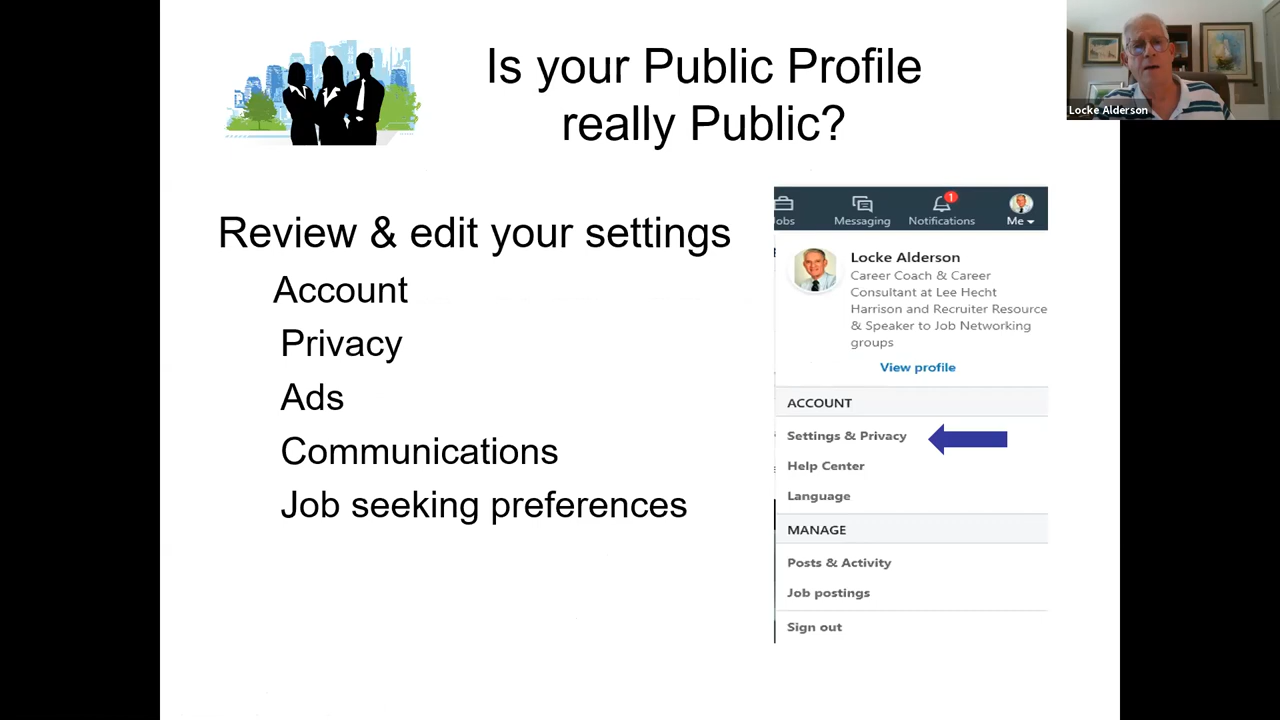 Is your Public Profile
really Public?
Locke Alderson
Review & edit your settings
Account
Privacy
Ads
Communications
Job seeking preferences
Jobs
Messaging
1
Notifications
Me
Locke Alderson
Career Coach & Career
Consultant at Lee Hecht
Harrison and Recruiter Resource
& Speaker to Job Networking
groups
View profile
ACCOUNT
Settings & Privacy
Help Center
Language
MANAGE
Posts & Activity
Job postings
Sign out